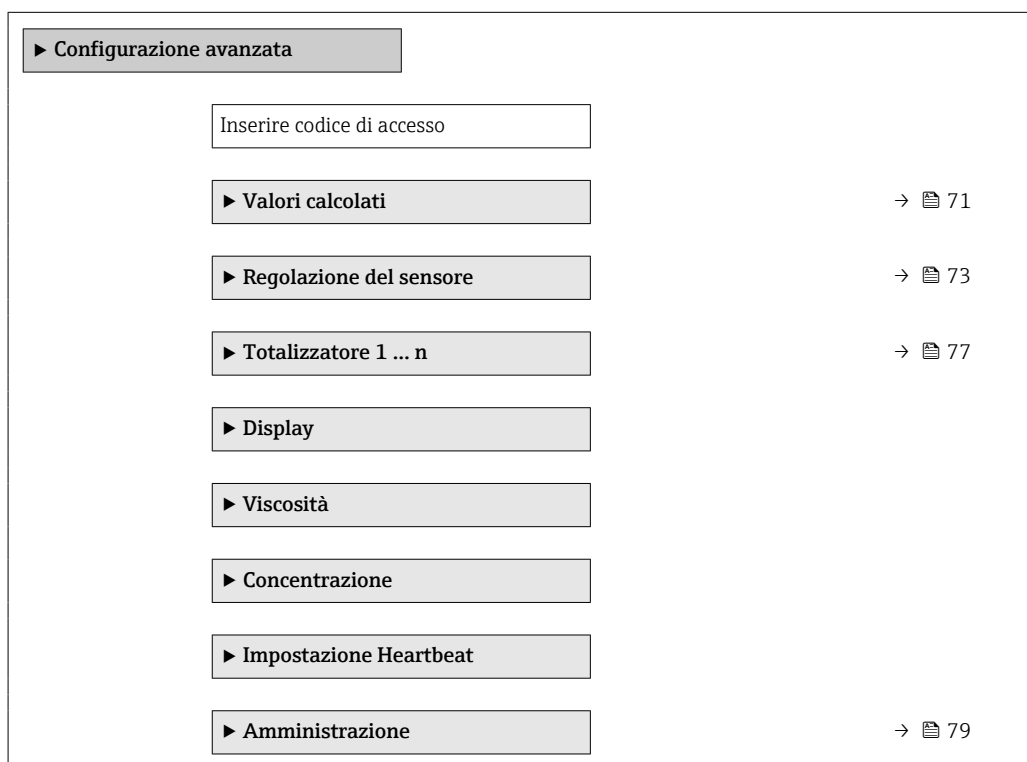 ▶ Configurazione avanzata
Inserire codice di accesso
▶ Valori calcolati → 71
▶ Regolazione del sensore → 73
▶ Totalizzatore 1 … n → 77
▶ Display
▶ Viscosità
▶ Concentrazione
▶ Impostazione Heartbeat
▶ Amministrazione → 79